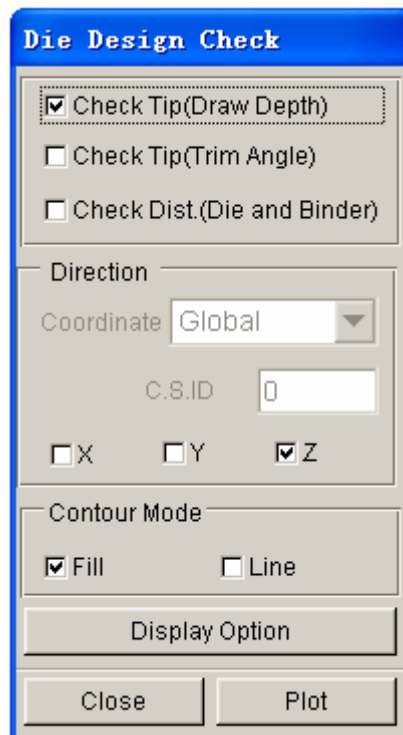 Die Design Check
Check Tip(Draw Depth)
Check Tip(Trim Angle)
Check Dist.(Die and Binder)
Direction
Coordinate Global
C.S.ID 0
X Y Z
Contour Mode
Fill Line
Display Option
Close Plot